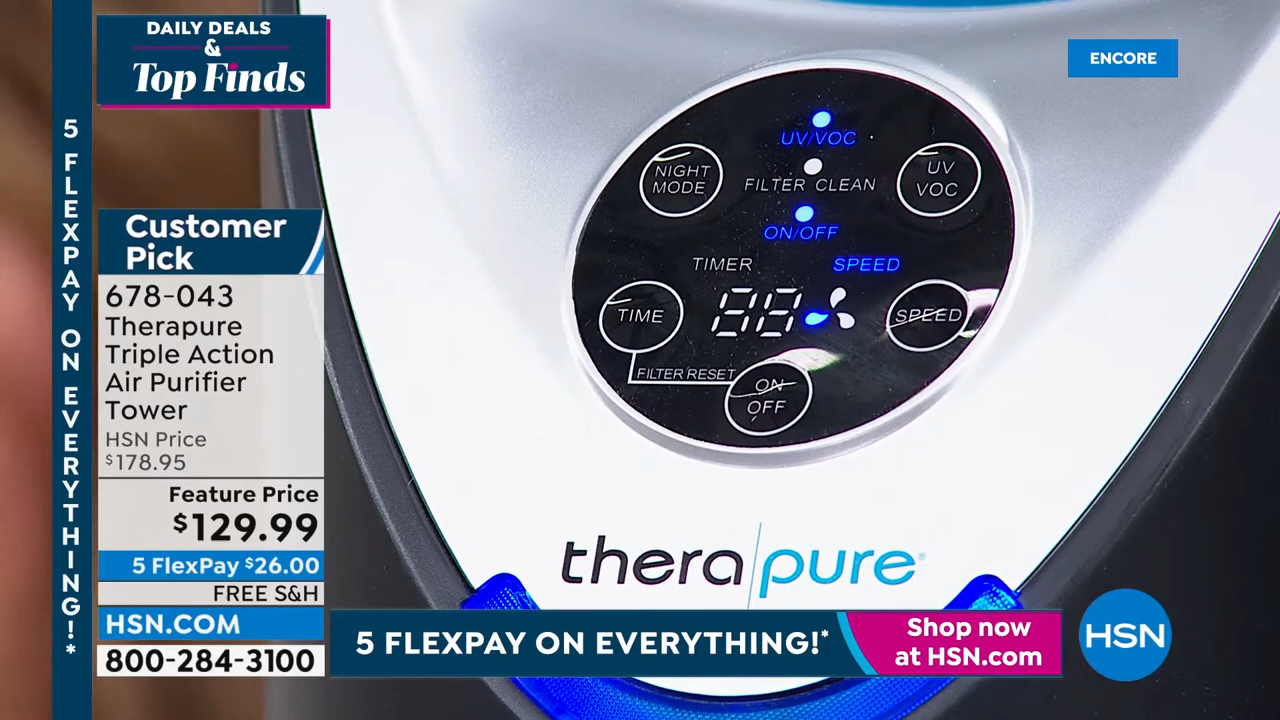 DAILY DEALS
&
Top Finds
ENCORE
5 FLEXPAY ON EVERYTHING!*
Customer
Pick
678-043
Therapure
Triple Action
Air Purifier
Tower
HSN Price
$178.95
Feature Price
$129.99
5 FlexPay $26.00
FREE S&H
HSN.COM
800-284-3100
UV/VOC
NIGHT
MODE
FILTER CLEAN
UV
VOC
ON/OFF
TIMER
SPEED
TIME
88
SPEED
FILTER RESET
ON
OFF
therapure®
5 FLEXPAY ON EVERYTHING!*
Shop now
at HSN.com
HSN